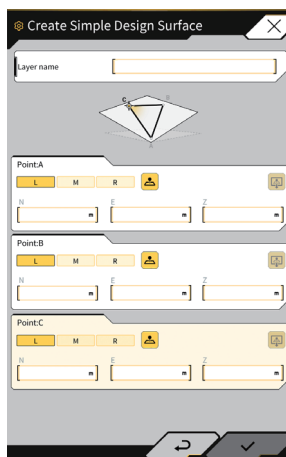 Create Simple Design Surface
Layer name
C
B
A
Point:A
L M R
N E Z
m m m
Point:B
L M R
N E Z
m m m
Point:C
L M R
N E Z
m m m